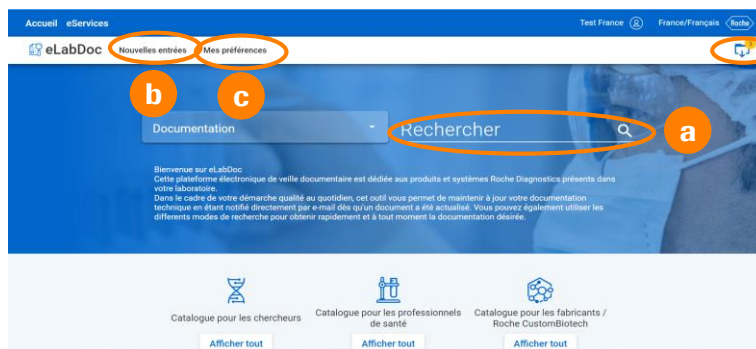 Accueil eServices
Test France
France/Français
Roche
eLabDoc
Nouvelles entrées
Mes préférences
b
c
Documentation
Rechercher
a
Bienvenue sur eLabDoc
Cette plateforme électronique de veille documentaire est dédiée aux produits et systèmes Roche Diagnostics présents dans
votre laboratoire.
Dans le cadre de votre démarche qualité au quotidien, cet outil vous permet de maintenir à jour votre documentation
technique en étant notifié directement par e-mail dès qu'un document a été actualisé. Vous pouvez également utiliser les
differents modes de recherche pour obtenir rapidement et à tout moment la documentation désirée.
Catalogue pour les chercheurs
Afficher tout
Catalogue pour les professionnels
de santé
Afficher tout
Catalogue pour les fabricants /
Roche CustomBiotech
Afficher tout